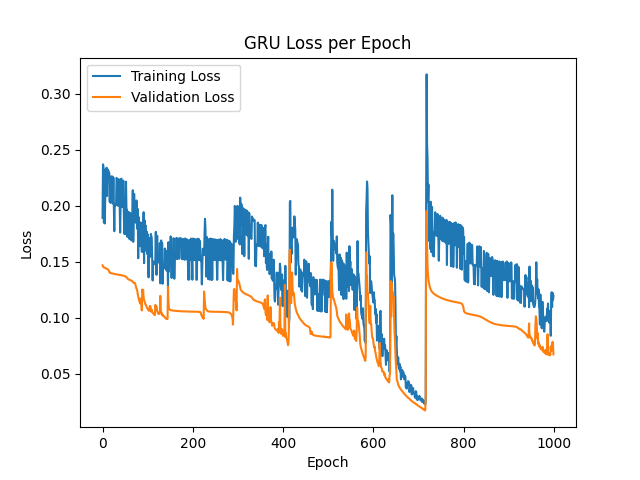 GRU Loss per Epoch
Training Loss
Validation Loss
0.30
0.25
0.20
0.15
0.10
0.05
Loss
0 200 400 600 800 1000
Epoch